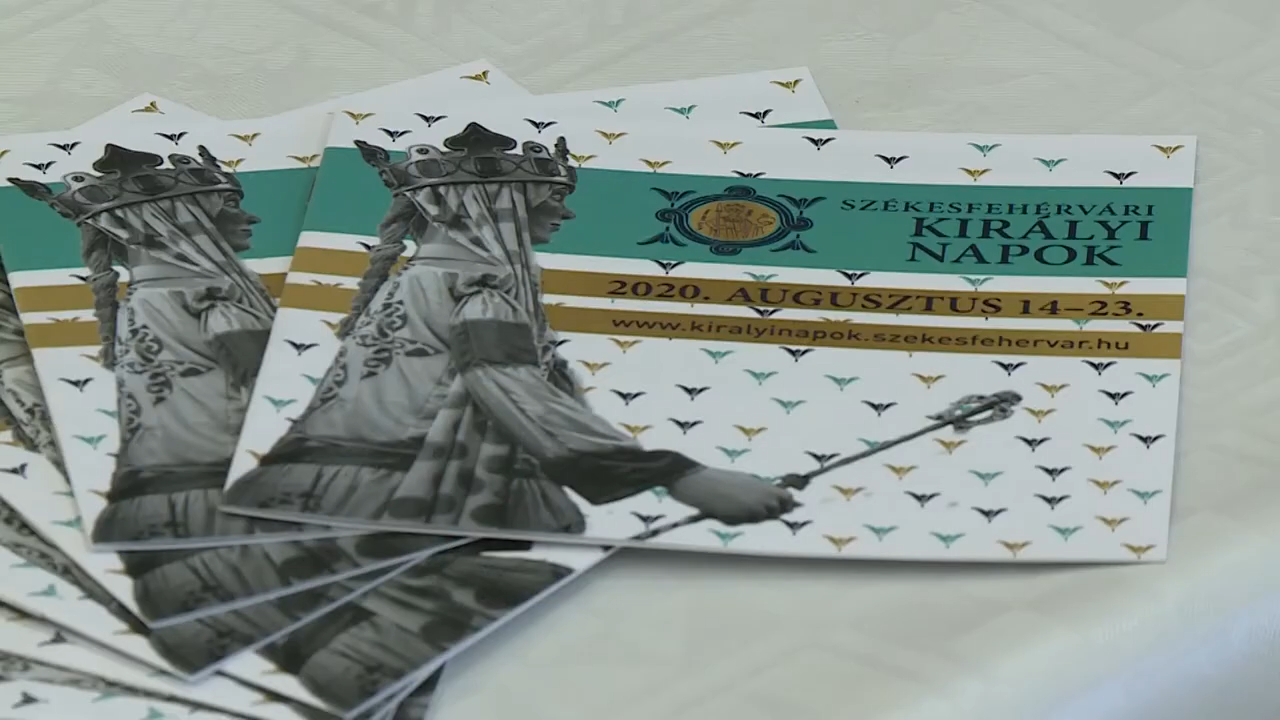 SZÉKESFEHÉRVÁRI
KIRÁLYI
NAPOK
2020. AUGUSZTUS 14–23.
www.kiralyinapok.szekesfehervar.hu